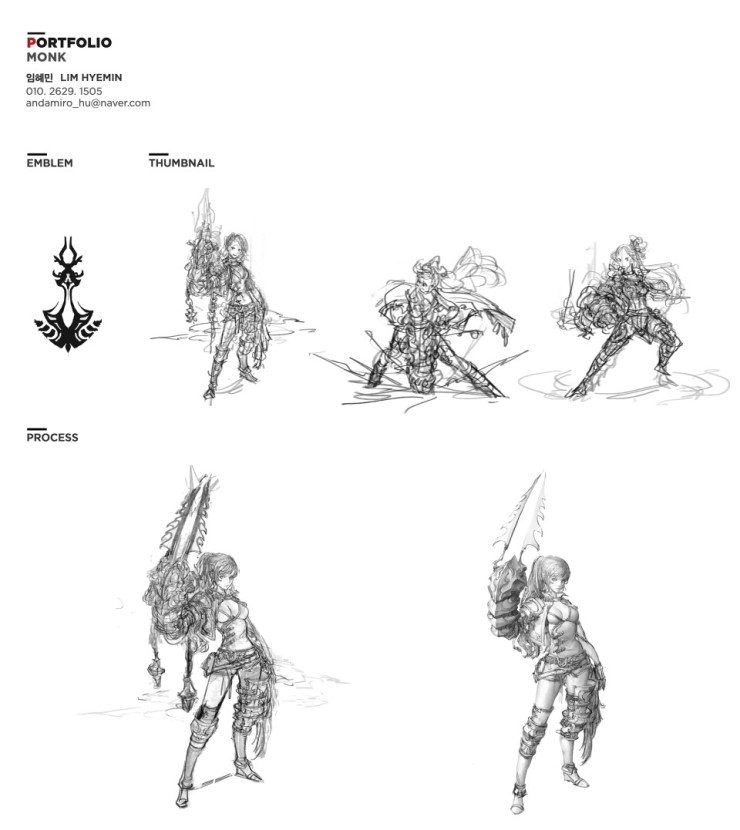 PORTFOLIO
MONK
임혜민 LIM HYEMIN
010. 2629. 1505
andamiro_hu@naver.com
EMBLEM
THUMBNAIL
PROCESS